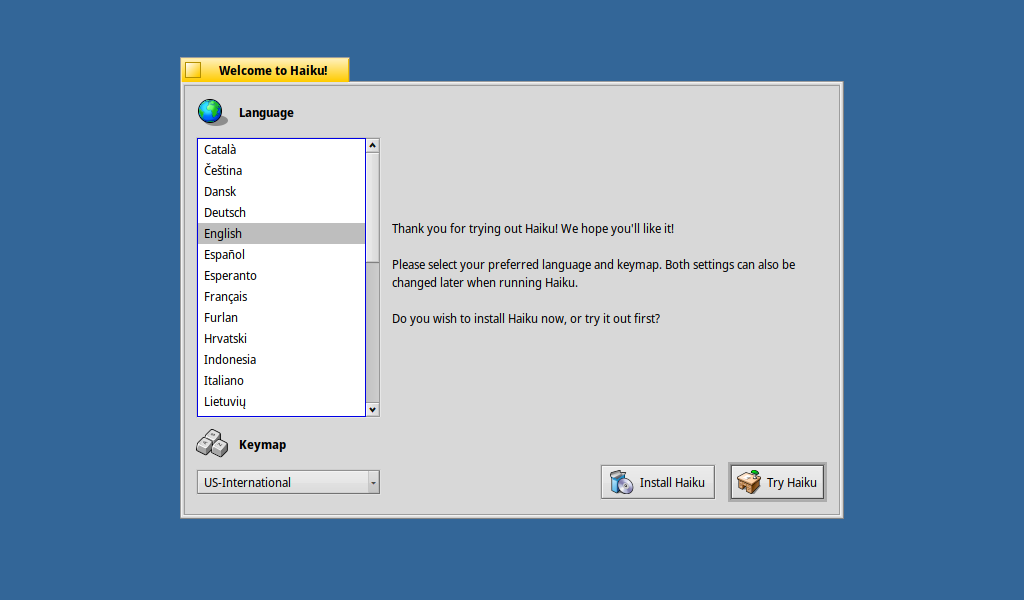 Welcome to Haiku!
Language
Català
Čeština
Dansk
Deutsch
English
Español
Esperanto
Français
Furlan
Hrvatski
Indonesia
Italiano
Lietuvių
Thank you for trying out Haiku! We hope you'll like it!
Please select your preferred language and keymap. Both settings can also be
changed later when running Haiku.
Do you wish to install Haiku now, or try it out first?
Keymap
US-International
Install Haiku
Try Haiku